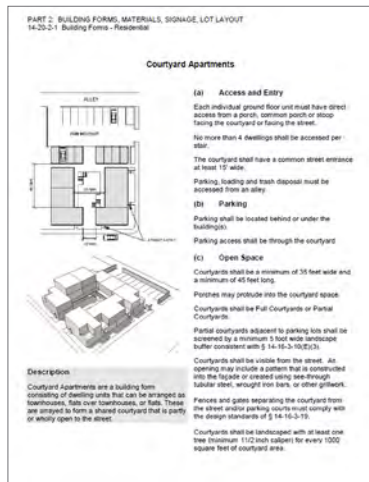 PART 2: BUILDING FORMS, MATERIALS, SIGNAGE, LOT LAYOUT
14-20-2-1 Building Forms - Residential
Courtyard Apartments
ALLEY
(a) Access and Entry
Each individual ground floor unit must have direct
access from a porch, common porch or stoop
facing the courtyard or facing the street.
No more than 4 dwellings shall be accessed per
stair.
The courtyard shall have a common street entrance
at least 15' wide.
Parking, loading and trash disposal must be
accessed from an alley.
(b) Parking
Parking shall be located behind or under the
building(s).
Parking access shall be through the courtyard.
(c) Open Space
Courtyards shall be a minimum of 35 feet wide and
a minimum of 45 feet long.
Porches may protrude into the courtyard space.
Courtyards shall be Full Courtyards or Partial
Courtyards.
Partial courtyards adjacent to parking lots shall be
screened by a minimum 5 foot wide landscape
buffer consistent with § 14-16-3-10(E)(3).
Courtyards shall be visible from the street. An
opening may include a pattern that is constructed
into the façade or created using see-through
tubular steel, wrought iron bars, or other grillwork.
Fences and gates separating the courtyard from
the street and/or parking courts must comply with
the design standards of § 14-16-3-19.
Courtyards shall be landscaped with at least one
tree (minimum 11/2 inch caliper) for every 1000
square feet of courtyard area.
Description
Courtyard Apartments are a building form
consisting of dwelling units that can be arranged as
townhouses, flats over townhouses, or flats. These
are arrayed to form a shared courtyard that is partly
or wholly open to the street.